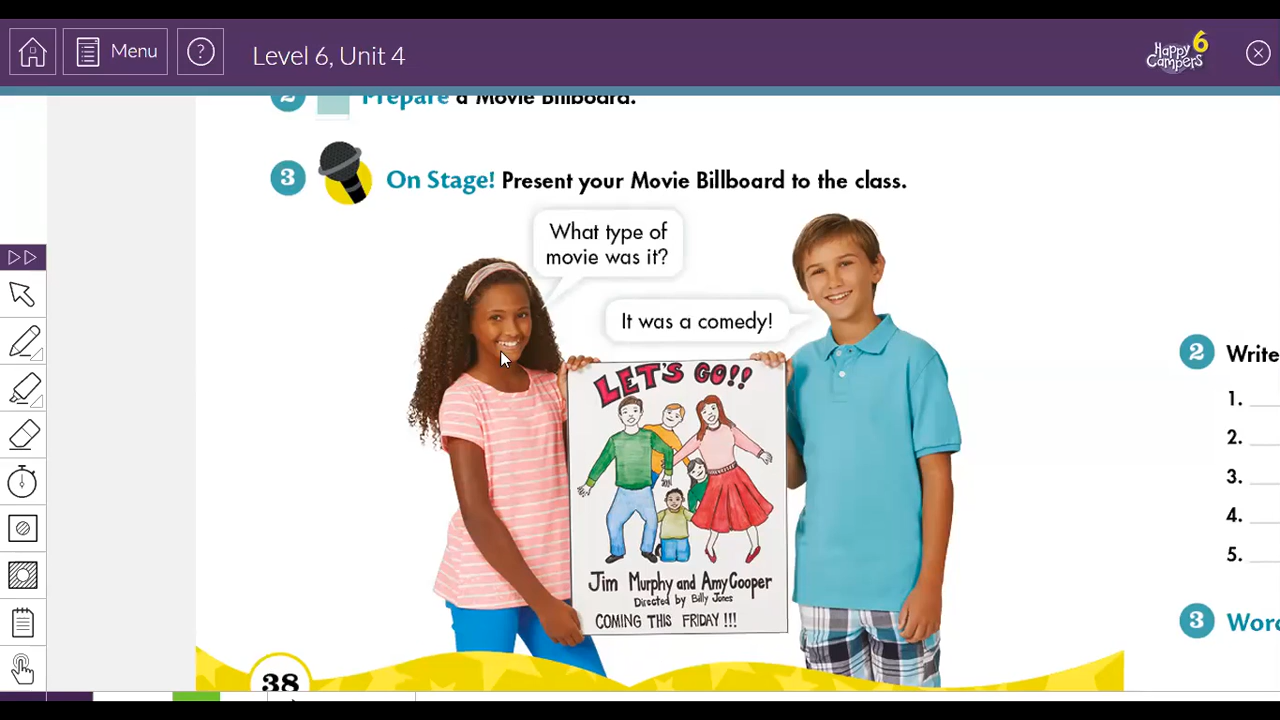 Menu
?
Level 6, Unit 4
Happy Campers 6
2 Prepare a Movie Billboard.
3 On Stage! Present your Movie Billboard to the class.
What type of
movie was it?
It was a comedy!
LET'S GO!!
Jim Murphy and Amy Cooper
Directed by Billy Jones
COMING THIS FRIDAY !!!
38
2 Write
1.
2.
3.
4.
5.
3